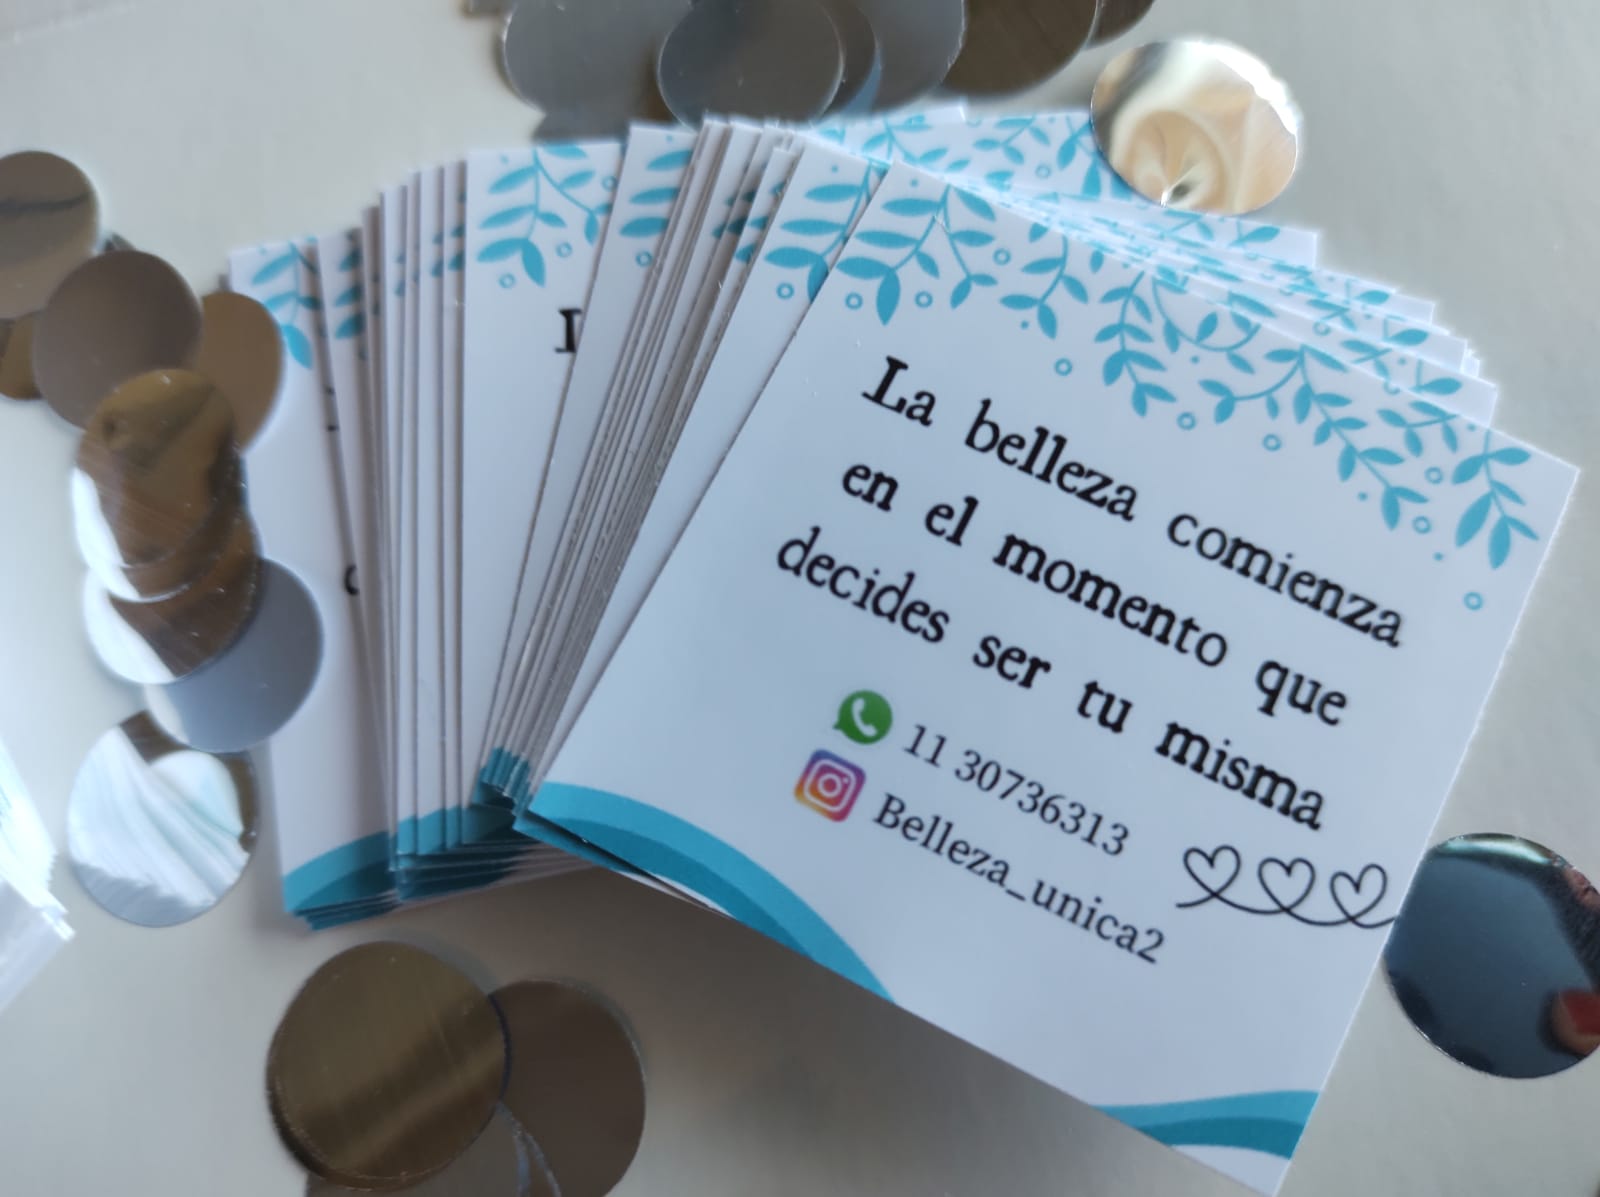 La belleza comienza
en el momento que
decides ser tu misma
11 30736313
Belleza_unica2